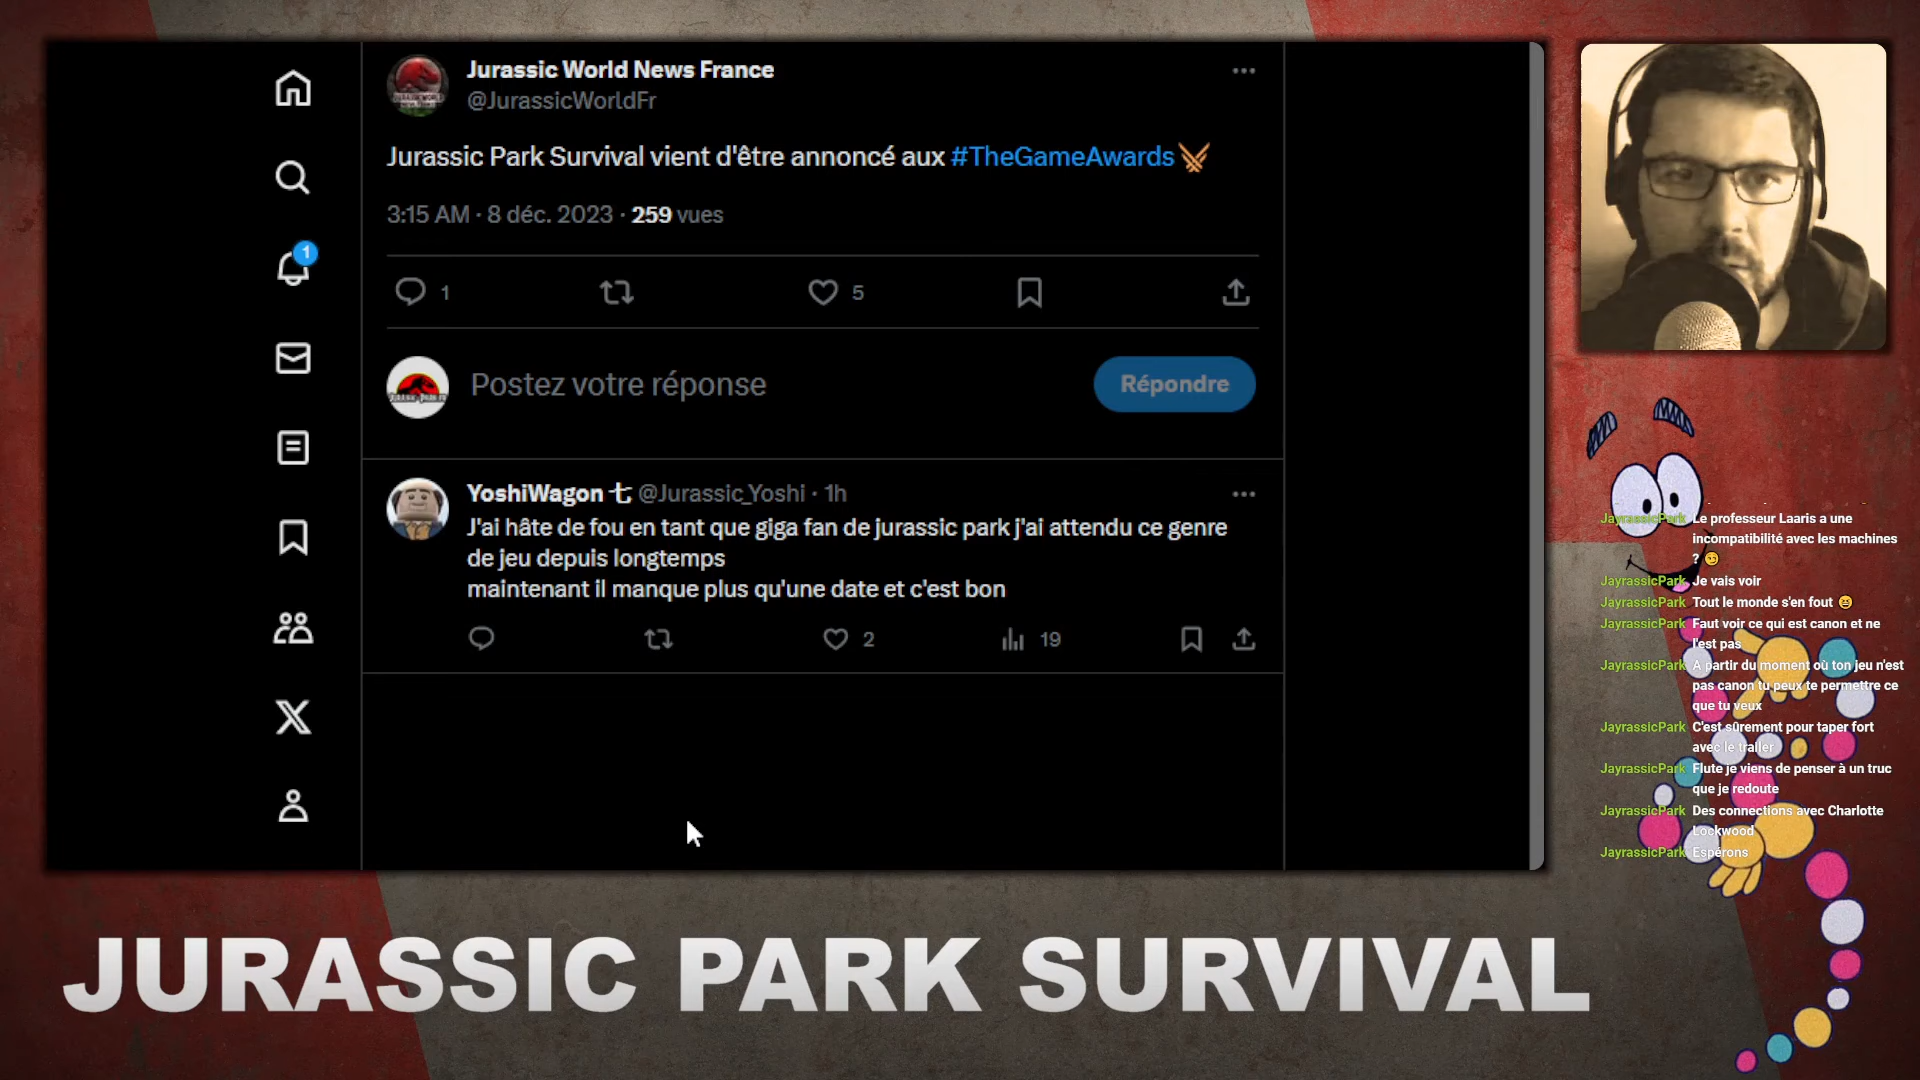 Jurassic World News France
@JurassicWorldFr
Jurassic Park Survival vient d'être annoncé aux #TheGameAwards
3:15 AM · 8 déc. 2023 · 259 vues
1
1 5
Postez votre réponse
Répondre
YoshiWagon 七 @Jurassic_Yoshi · 1h
J'ai hâte de fou en tant que giga fan de jurassic park j'ai attendu ce genre
de jeu depuis longtemps
maintenant il manque plus qu'une date et c'est bon
2 19
JayrassicPark Le professeur Laaris a une
incompatibilité avec les machines
? 😏
JayrassicPark Je vais voir
JayrassicPark Tout le monde s'en fout 😆
JayrassicPark Faut voir ce qui est canon et ne
l'est pas
JayrassicPark A partir du moment où ton jeu n'est
pas canon tu peux te permettre ce
que tu veux
JayrassicPark C'est sûrement pour taper fort
avec le trailer
JayrassicPark Flute je viens de penser à un truc
que je redoute
JayrassicPark Des connections avec Charlotte
Lockwood
JayrassicPark Espérons
JURASSIC PARK SURVIVAL